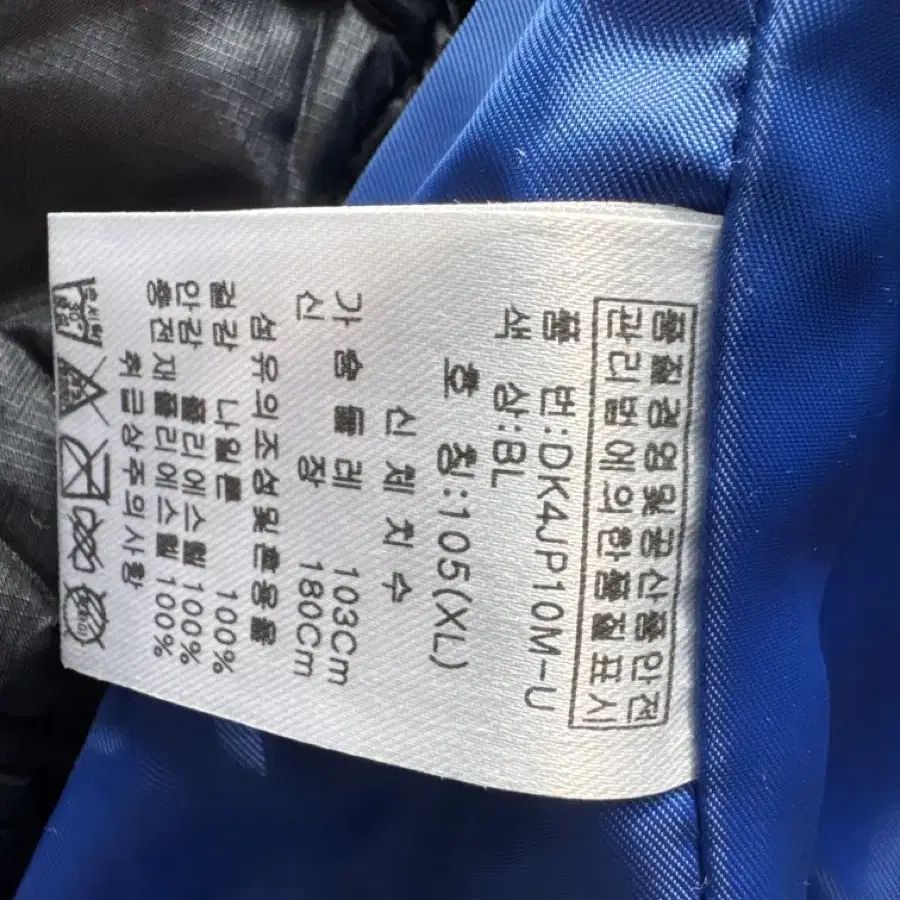 품질경영및공산품안전
관리법에의한품질표시
품 번:DK4JP10M-U
색 상:BL
호 칭:105(XL)
신 체 치 수
가 슴 둘 레 103Cm
신 장 180Cm
섬유의조성및혼용율
겉감 나일론 100%
안감 폴리에스텔 100%
충전재 폴리에스텔 100%
취급상주의사항